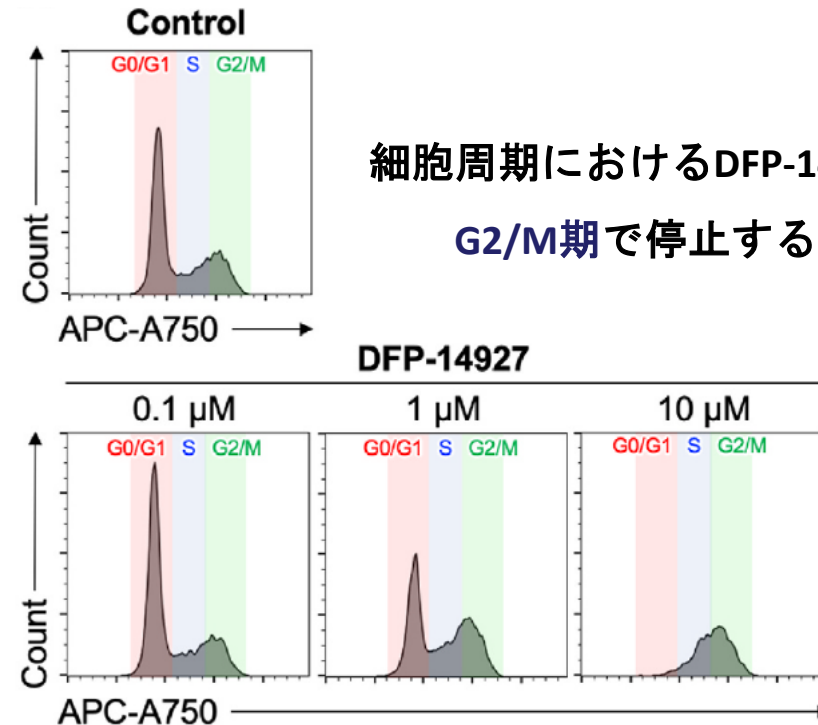 Control
G0/G1 S G2/M
Count
APC-A750
細胞周期におけるDFP-1
G2/M期で停止する
DFP-14927
0.1 µM
1 µM
10 µM
G0/G1 S G2/M
G0/G1 S G2/M
G0/G1 S G2/M
Count
APC-A750